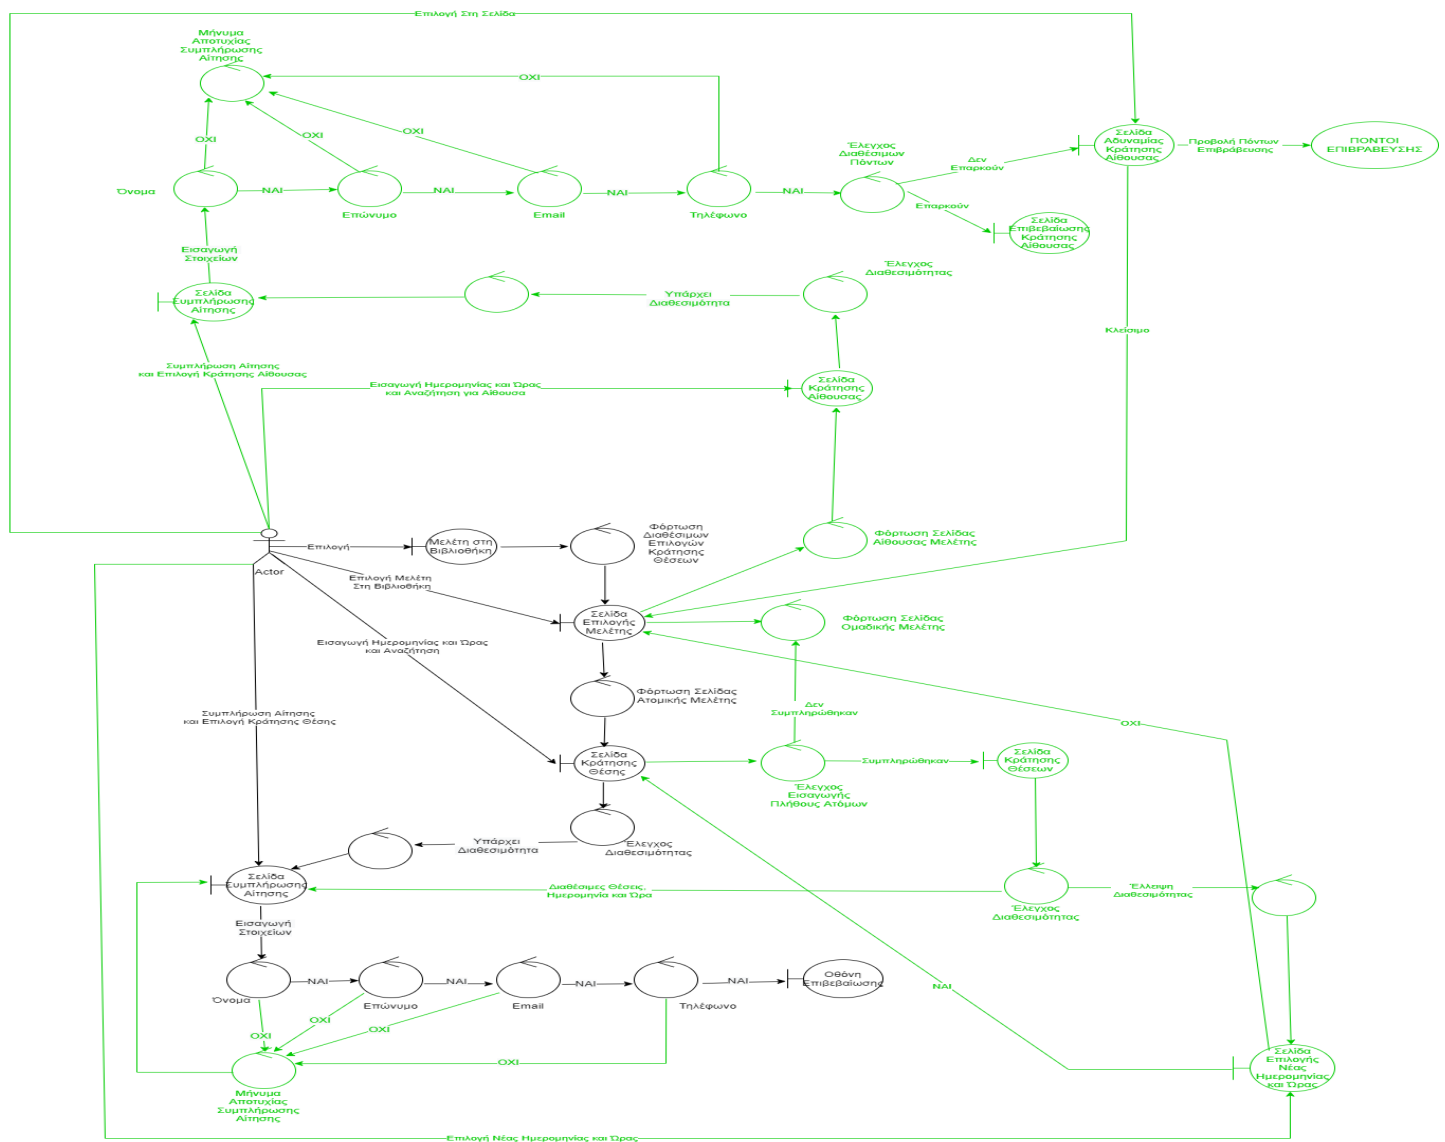 Επιλογή Στη Σελίδα
Μήνυμα
Αποτυχίας
Συμπλήρωσης
Αίτησης
ΟΧΙ
ΟΧΙ
ΟΧΙ
ΟΧΙ
Όνομα
ΝΑΙ
Επώνυμο
ΝΑΙ
Email
ΝΑΙ
Τηλέφωνο
ΝΑΙ
Έλεγχος
Διαθέσιμων
Πόντων
Δεν
Επαρκούν
Επαρκούν
Σελίδα
Αδυναμίας
Κράτησης
Αίθουσας
Προβολή Πόντων
Επιβράβευσης
ΠΟΝΤΟΙ
ΕΠΙΒΡΑΒΕΥΣΗΣ
Σελίδα
Επιβεβαίωσης
Κράτησης
Αίθουσας
Εισαγωγή
Στοιχείων
Σελίδα
Συμπλήρωσης
Αίτησης
Υπάρχει
Διαθεσιμότητα
Έλεγχος
Διαθεσιμότητας
Κλείσιμο
Συμπλήρωση Αίτησης
και Επιλογή Κράτησης Αίθουσας
Εισαγωγή Ημερομηνίας και Ώρας
και Αναζήτηση για Αίθουσα
Σελίδα
Κράτησης
Αίθουσας
Actor
Επιλογή
Μελέτη στη
Βιβλιοθήκη
Φόρτωση
Διαθέσιμων
Επιλογών
Κράτησης
Θέσεων
Φόρτωση Σελίδας
Αίθουσας Μελέτης
Επιλογή Μελέτη
Στη Βιβλιοθήκη
Σελίδα
Επιλογής
Μελέτης
Φόρτωση Σελίδας
Ομαδικής Μελέτης
Εισαγωγή Ημερομηνίας και Ώρας
και Αναζήτηση
Φόρτωση Σελίδας
Ατομικής Μελέτης
Δεν
Συμπληρώθηκαν
Συμπλήρωση Αίτησης
και Επιλογή Κράτησης Θέσης
ΟΧΙ
Σελίδα
Κράτησης
Θέσης
Έλεγχος
Εισαγωγής
Πλήθους Ατόμων
Συμπληρώθηκαν
Σελίδα
Κράτησης
Θέσεων
Υπάρχει
Διαθεσιμότητα
Έλεγχος
Διαθεσιμότητας
Σελίδα
Συμπλήρωσης
Αίτησης
Διαθέσιμες Θέσεις,
Ημερομηνία και Ώρα
Έλεγχος
Διαθεσιμότητας
Έλλειψη
Διαθεσιμότητας
Εισαγωγή
Στοιχείων
Όνομα
ΝΑΙ
Επώνυμο
ΝΑΙ
Email
ΝΑΙ
Τηλέφωνο
ΝΑΙ
Οθόνη
Επιβεβαίωσης
ΝΑΙ
ΟΧΙ
ΟΧΙ
ΟΧΙ
ΟΧΙ
Μήνυμα
Αποτυχίας
Συμπλήρωσης
Αίτησης
Σελίδα
Επιλογής
Νέας
Ημερομηνίας
και Ώρας
Επιλογή Νέας Ημερομηνίας και Ώρας